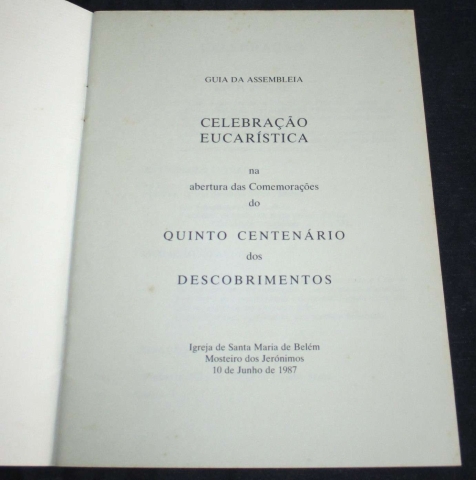 GUIA DA ASSEMBLEIA
CELEBRAÇÃO
EUCARÍSTICA
na
abertura das Comemorações
do
QUINTO CENTENÁRIO
dos
DESCOBRIMENTOS
Igreja de Santa Maria de Belém
Mosteiro dos Jerónimos
10 de Junho de 1987